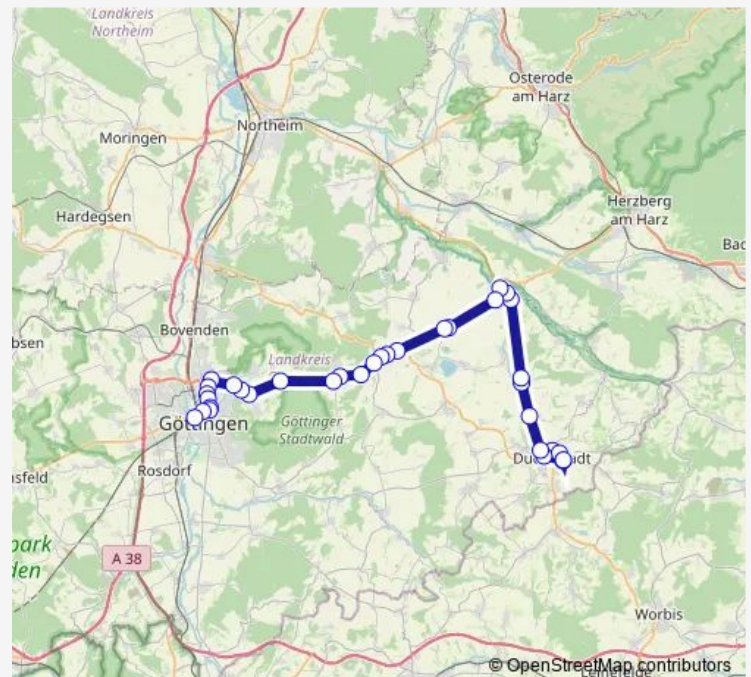 Landkreis
Northeim
Osterode
am Harz
Northeim
Moringen
Herzberg
am Harz
Hardegsen
Bac
Bovenden
bsen
Landkreis
Göttingen
Göttinger
Stadtwald
Rosdorf
sfeld
park
den
A 38
Worbis
© OpenStreetMap contributors